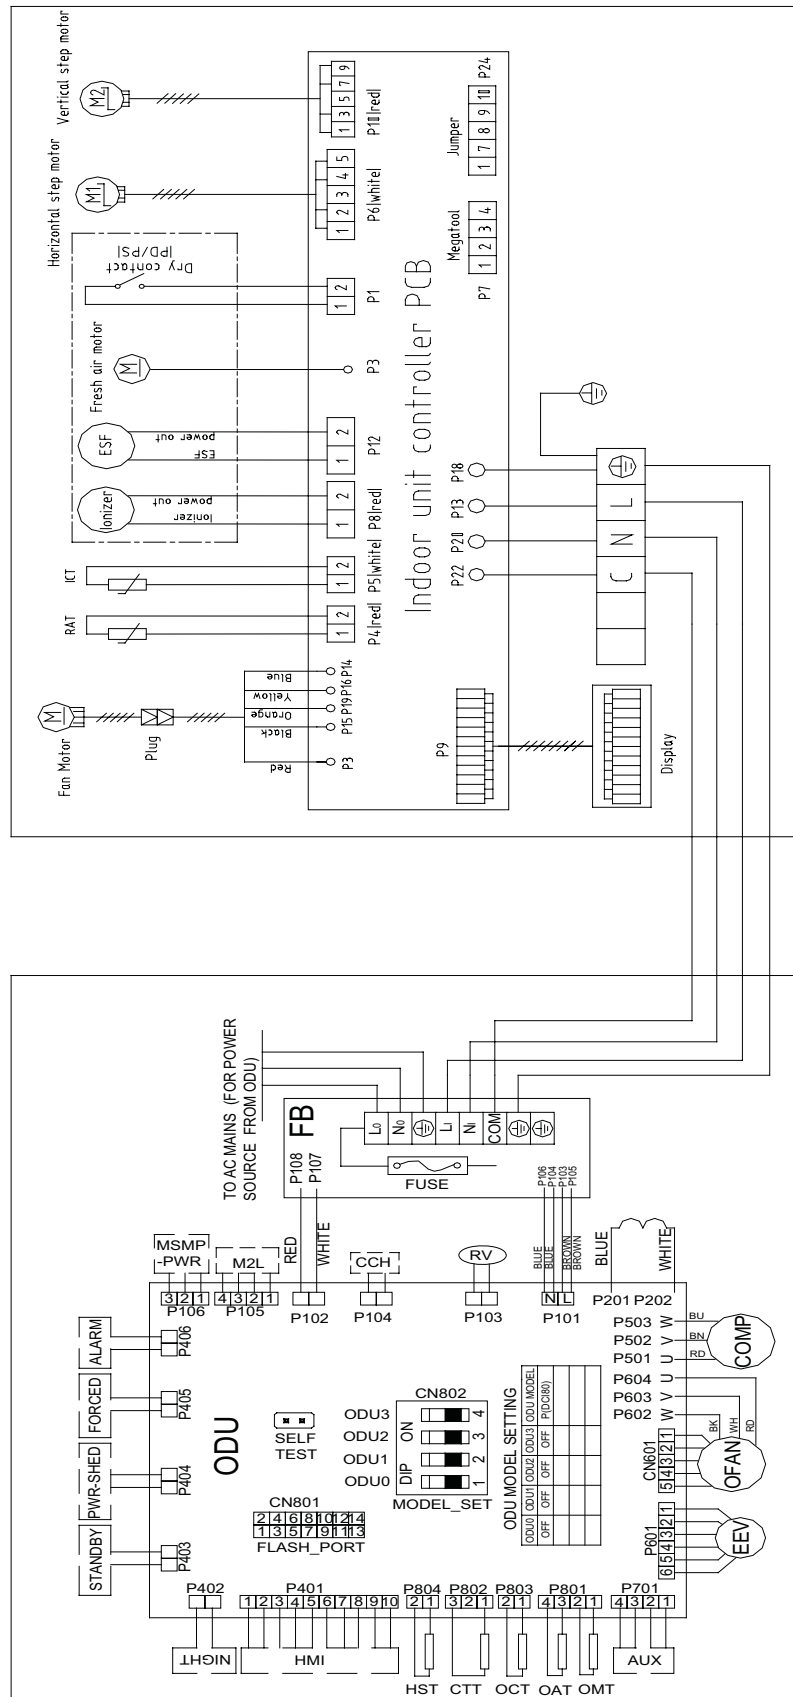 Vertical step motor
M2
9
7
5
3
1
P10|red|
P24
10
9
8
7
1
Jumper
Horizontal step motor
M1
5
4
3
2
1
P6|white|
Megatool
4
3
2
1
P7
Dry contact
|PD/PS|
2
1
P1
Fresh air motor
M
P3
Indoor unit controller PCB
ESF
power out
ESF
2
1
P12
Ionizer
power out
Ionizer
2
1
P8|red|
ICT
2
1
P5|white|
RAT
2
1
P4|red|
P18
P13
P20
P22
L
N
C
Fan Motor
M
Plug
Blue
Yellow
Orange
Black
Red
P14
P16
P19
P15
P3
P9
Display
TO AC MAINS (FOR POWER
SOURCE FROM ODU)
FB
P108
P107
L0
N0
LI
NI
COM
FUSE
RED
WHITE
P106
P104
P103
P105
BLUE
BLUE
BROWN
BROWN
BLUE
WHITE
MSMP
-PWR
3 2 1
P106
M2L
4 3 2 1
P105
P102
CCH
P104
RV
P103
N L
P101
P201 P202
ALARM
P406
FORCED
P405
PWR-SHED
P404
STANDBY
P403
ODU
SELF
TEST
CN802
ODU3
ODU2
ODU1
ODU0
DIP
ON
4
3
2
1
MODEL_SET
CN801
2 4 6 8 10 12 14
1 3 5 7 9 11 13
FLASH_PORT
ODU MODEL SETTING
ODU0 ODU1 ODU2 ODU3 ODU MODEL
OFF OFF OFF OFF P(DCI80)
P503 W BU
P502 V BN
P501 U RD
COMP
P604 U
P603 V
P602 W
BK
WH
RD
OFAN
CN601
5 4 3 2 1
P601
6 5 4 3 2 1
EEV
P402
NIGHT
P401
1 2 3 4 5 6 7 8 9 10
HMI
P804
2 1
HST
P802
3 2 1
CTT
P803
2 1
OCT
P801
4 3 2 1
OAT OMT
P701
4 3 2 1
AUX